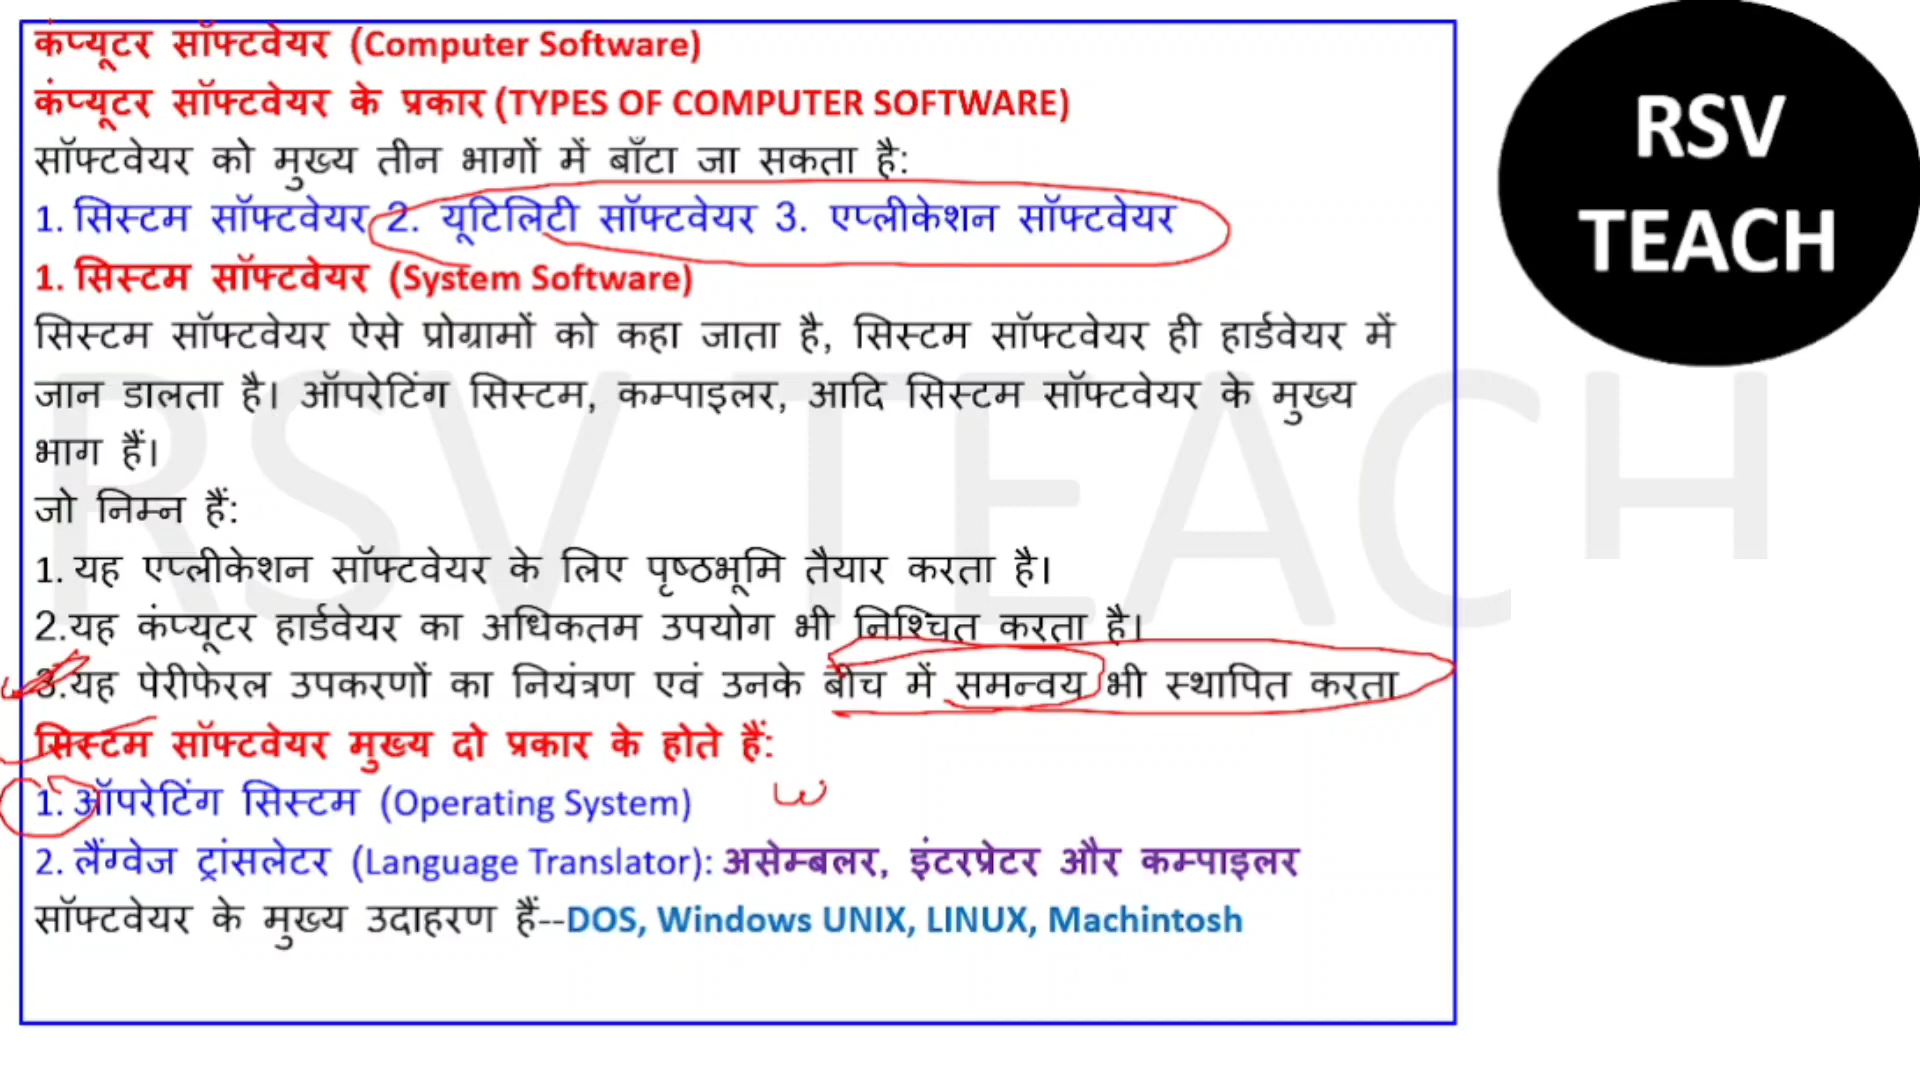 कंप्यूटर सॉफ्टवेयर (Computer Software)
कंप्यूटर सॉफ्टवेयर के प्रकार (TYPES OF COMPUTER SOFTWARE)
सॉफ्टवेयर को मुख्य तीन भागों में बाँटा जा सकता है:
1. सिस्टम सॉफ्टवेयर 2. यूटिलिटी सॉफ्टवेयर 3. एप्लीकेशन सॉफ्टवेयर
1. सिस्टम सॉफ्टवेयर (System Software)
सिस्टम सॉफ्टवेयर ऐसे प्रोग्रामों को कहा जाता है, सिस्टम सॉफ्टवेयर ही हार्डवेयर में
जान डालता है। ऑपरेटिंग सिस्टम, कम्पाइलर, आदि सिस्टम सॉफ्टवेयर के मुख्य
भाग हैं।
जो निम्न हैं:
1. यह एप्लीकेशन सॉफ्टवेयर के लिए पृष्ठभूमि तैयार करता है।
2.यह कंप्यूटर हार्डवेयर का अधिकतम उपयोग भी निश्चित करता है।
3.यह पेरीफेरल उपकरणों का नियंत्रण एवं उनके बीच में समन्वय भी स्थापित करता
सिस्टम सॉफ्टवेयर मुख्य दो प्रकार के होते हैं:
1. ऑपरेटिंग सिस्टम (Operating System)
2. लैंग्वेज ट्रांसलेटर (Language Translator): असेम्बलर, इंटरप्रेटर और कम्पाइलर
सॉफ्टवेयर के मुख्य उदाहरण हैं--DOS, Windows UNIX, LINUX, Machintosh
RSV
TEACH
RSV TEACH